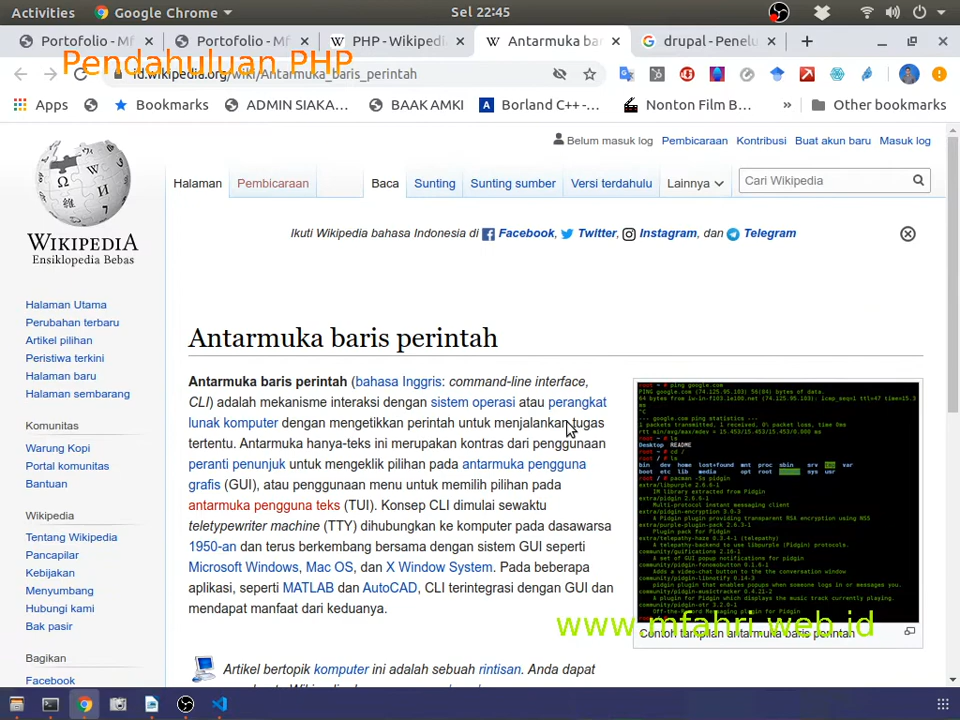 Activities Google Chrome Sel 22:45
Portofolio - Mf Portofolio - Mf PHP - Wikipedi Antarmuka ba drupal - Penelu
Pendahuluan PHP
id.wikipedia.org/wiki/Antarmuka_baris_perintah
Apps Bookmarks ADMIN SIAKA... BAAK AMKI Borland C++ -... Nonton Film B... » Other bookmarks
Belum masuk log Pembicaraan Kontribusi Buat akun baru Masuk log
Halaman Pembicaraan Baca Sunting Sunting sumber Versi terdahulu Lainnya Cari Wikipedia
WIKIPEDIA
Ensiklopedia Bebas
Ikuti Wikipedia bahasa Indonesia di Facebook, Twitter, Instagram, dan Telegram
Halaman Utama
Perubahan terbaru
Artikel pilihan
Peristiwa terkini
Halaman baru
Halaman sembarang
Komunitas
Warung Kopi
Portal komunitas
Bantuan
Wikipedia
Tentang Wikipedia
Pancapilar
Kebijakan
Menyumbang
Hubungi kami
Bak pasir
Bagikan
Facebook
Antarmuka baris perintah
Antarmuka baris perintah (bahasa Inggris: command-line interface,
CLI) adalah mekanisme interaksi dengan sistem operasi atau perangkat
lunak komputer dengan mengetikkan perintah untuk menjalankan tugas
tertentu. Antarmuka hanya-teks ini merupakan kontras dari penggunaan
peranti penunjuk untuk mengeklik pilihan pada antarmuka pengguna
grafis (GUI), atau penggunaan menu untuk memilih pilihan pada
antarmuka pengguna teks (TUI). Konsep CLI dimulai sewaktu
teletypewriter machine (TTY) dihubungkan ke komputer pada dasawarsa
1950-an dan terus berkembang bersama dengan sistem GUI seperti
Microsoft Windows, Mac OS, dan X Window System. Pada beberapa
aplikasi, seperti MATLAB dan AutoCAD, CLI terintegrasi dengan GUI dan
mendapat manfaat dari keduanya.
Contoh tampilan antarmuka baris perintah
www.mfahri.web.id
Artikel bertopik komputer ini adalah sebuah rintisan. Anda dapat